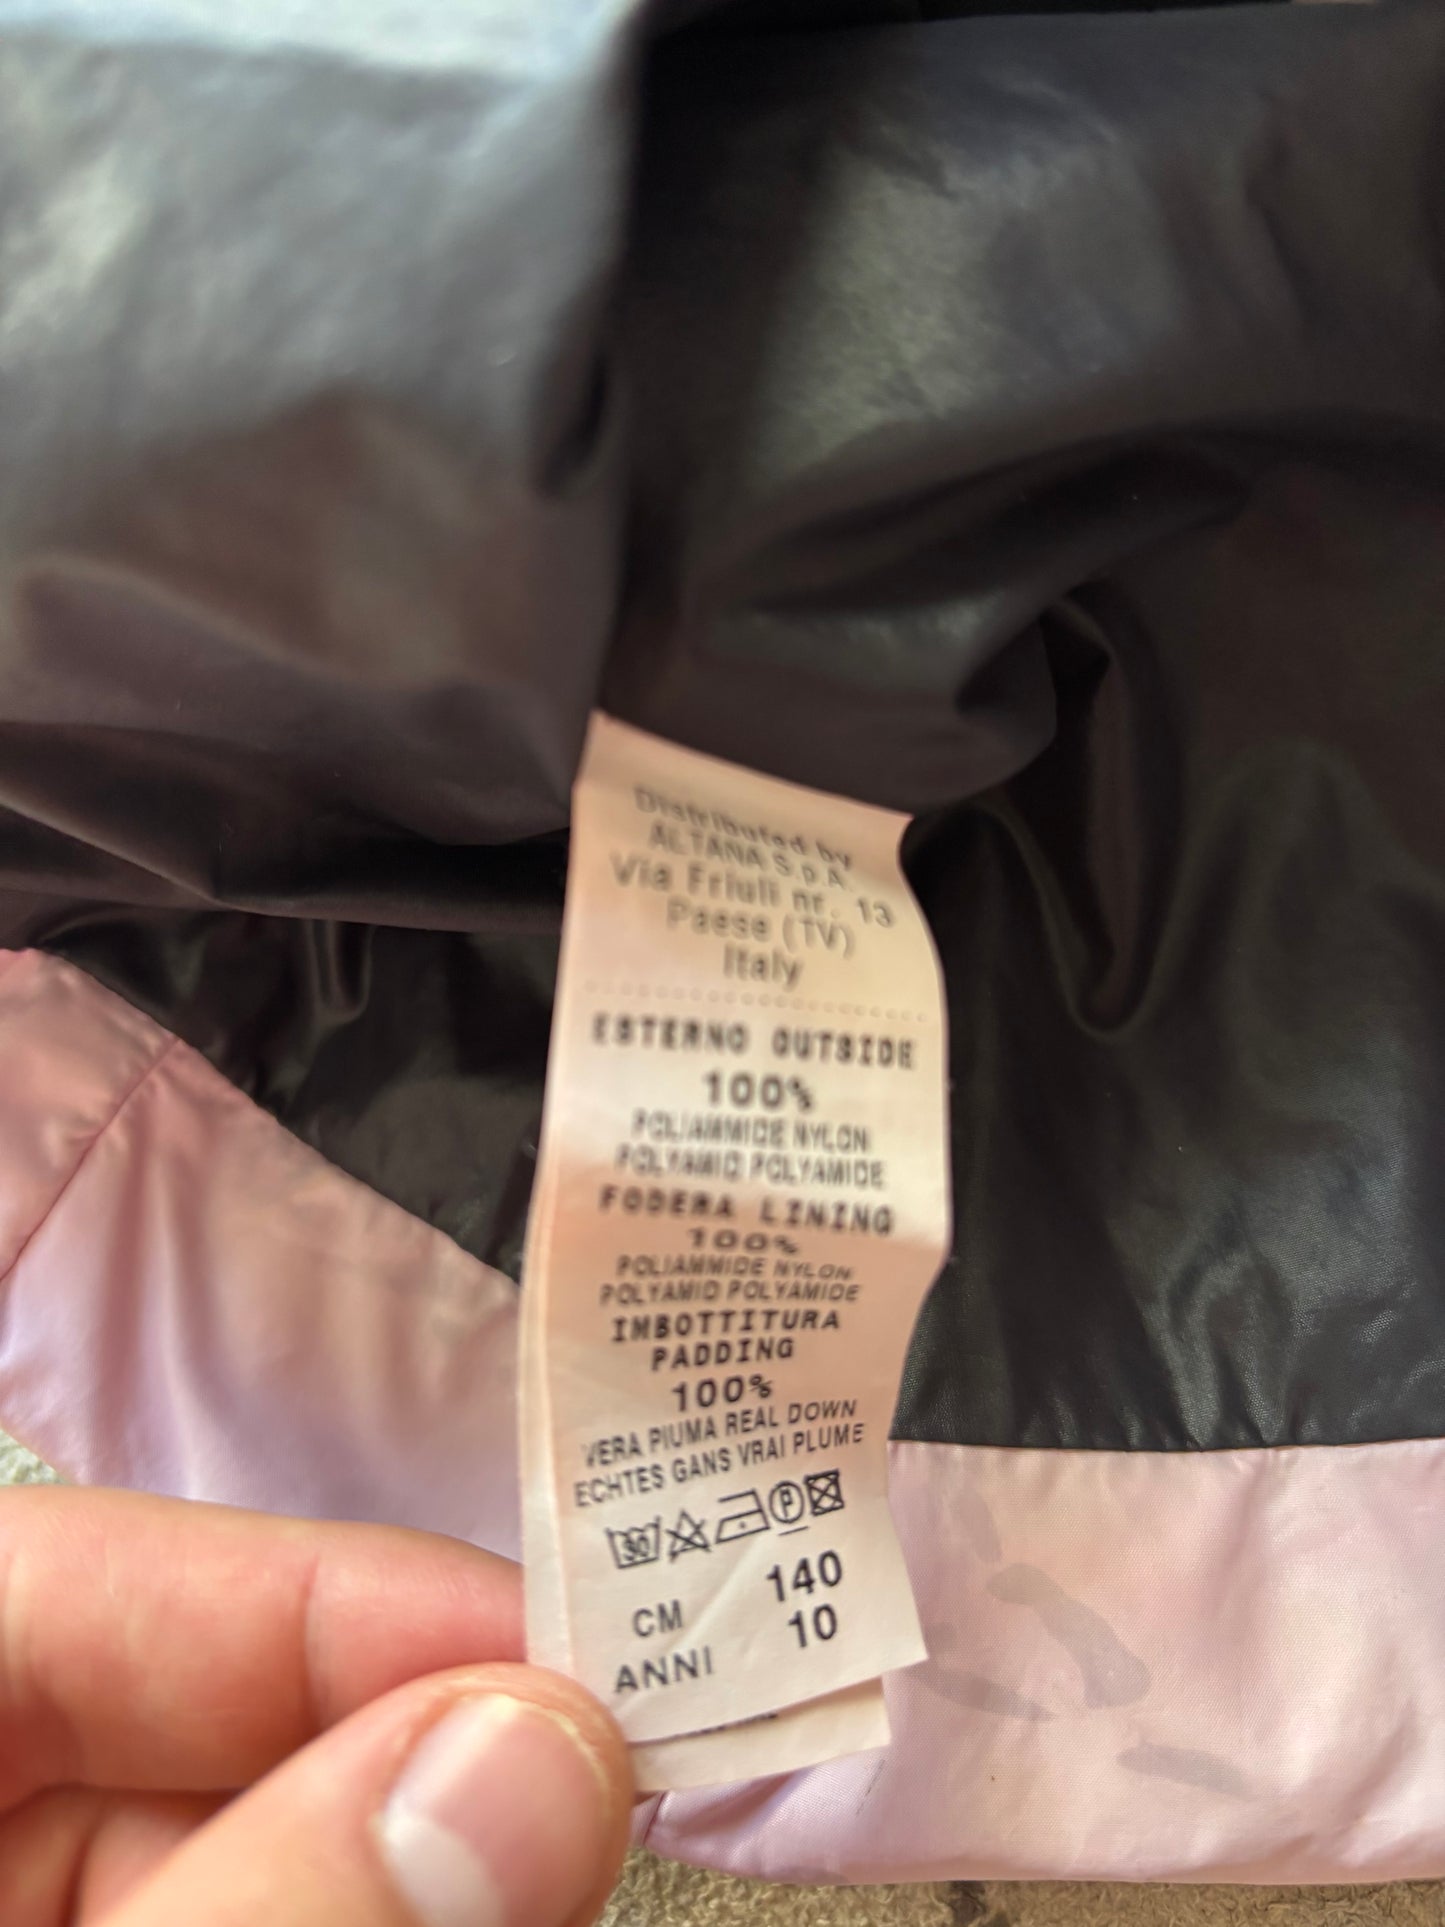 Distributed by
ALTANA S.p.A.
Via Friuli nr. 13
Paese (TV)
Italy
ESTERNO OUTSIDE
100%
POLIAMMIDE NYLON
POLYAMID POLYAMIDE
FODERA LINING
100%
POLIAMMIDE NYLON
POLYAMID POLYAMIDE
IMBOTTITURA
PADDING
100%
VERA PIUMA REAL DOWN
ECHTES GANS VRAI PLUME
30 P
CM 140
ANNI 10